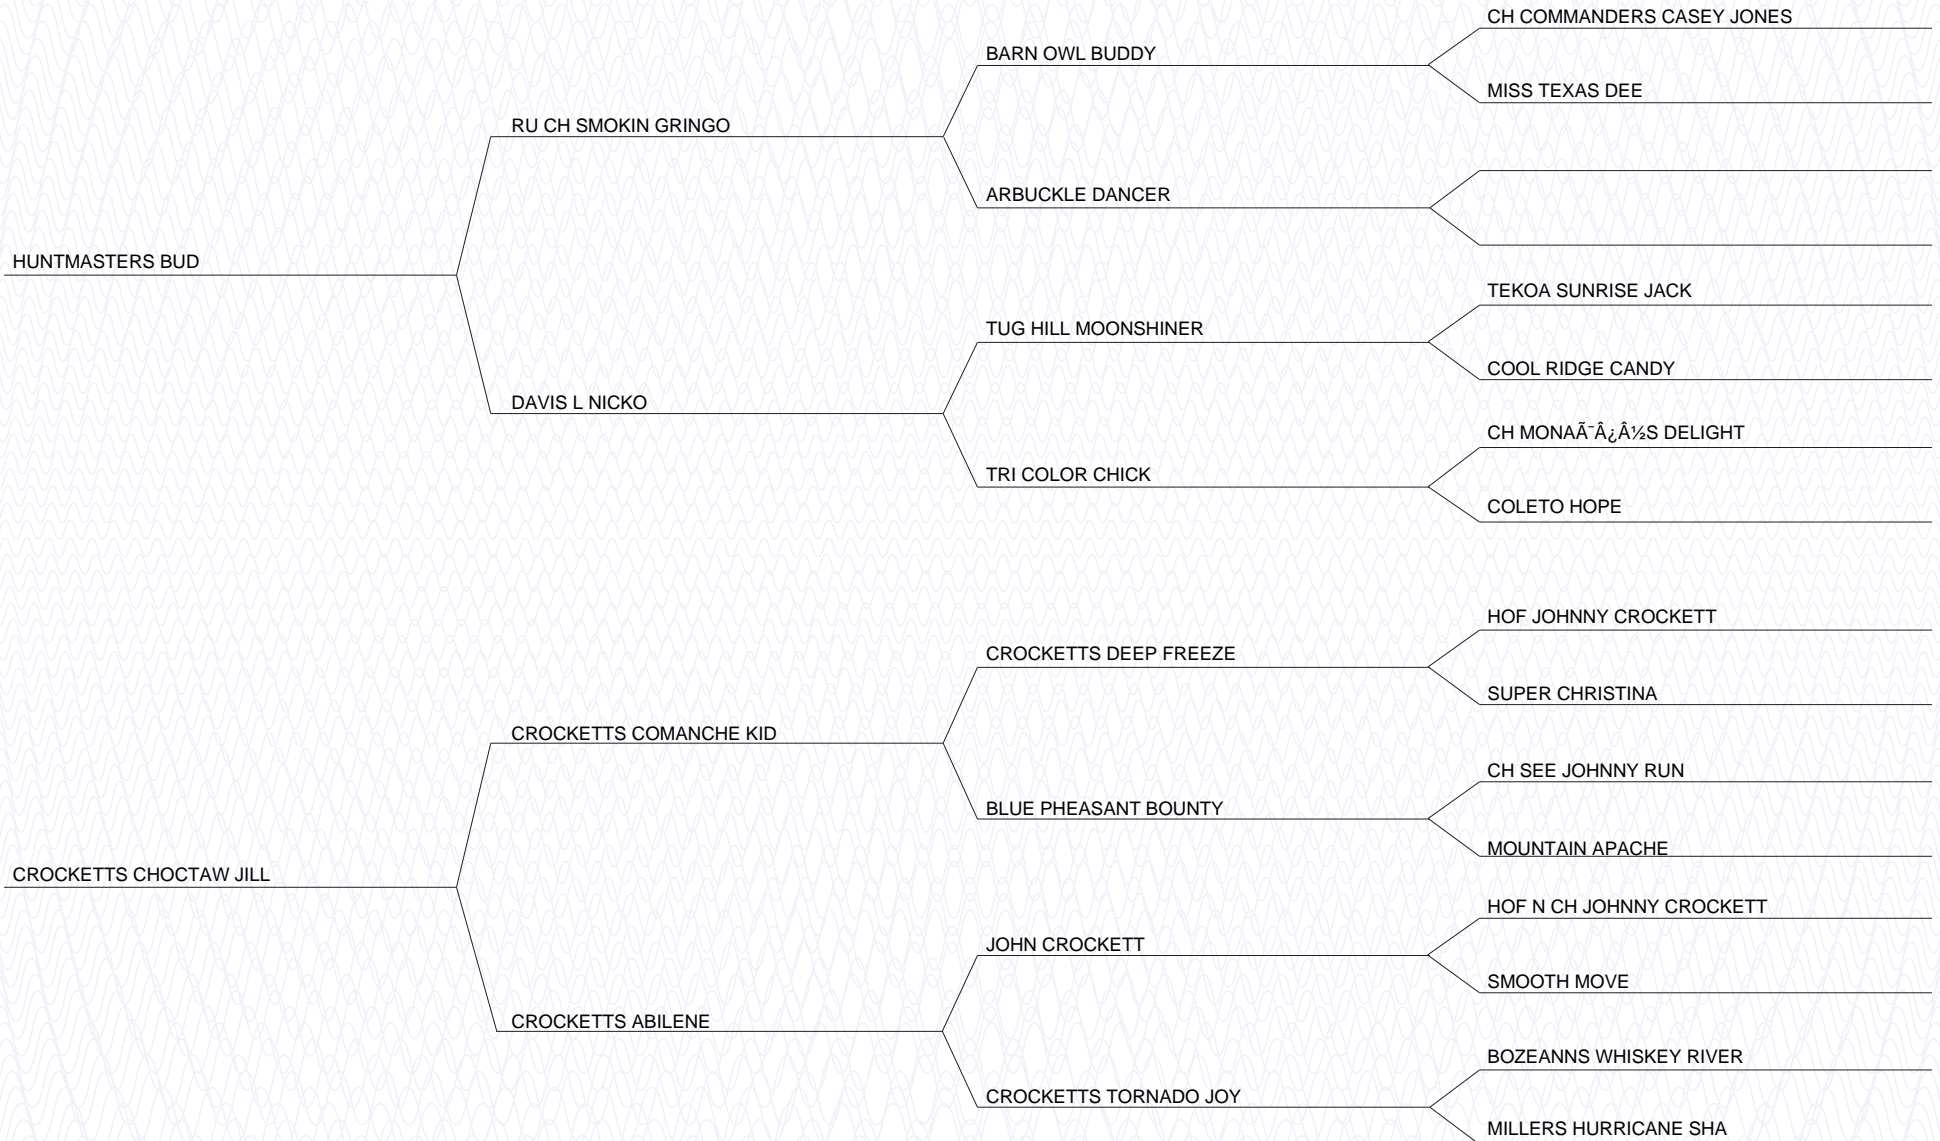 CH COMMANDERS CASEY JONES
BARN OWL BUDDY
MISS TEXAS DEE
RU CH SMOKIN GRINGO
ARBUCKLE DANCER
HUNTMASTERS BUD
TEKOA SUNRISE JACK
TUG HILL MOONSHINER
COOL RIDGE CANDY
DAVIS L NICKO
CH MONAÃ¯Â¿Â½S DELIGHT
TRI COLOR CHICK
COLETO HOPE
HOF JOHNNY CROCKETT
CROCKETTS DEEP FREEZE
SUPER CHRISTINA
CROCKETTS COMANCHE KID
CH SEE JOHNNY RUN
BLUE PHEASANT BOUNTY
MOUNTAIN APACHE
CROCKETTS CHOCTAW JILL
HOF N CH JOHNNY CROCKETT
JOHN CROCKETT
SMOOTH MOVE
CROCKETTS ABILENE
BOZEANNS WHISKEY RIVER
CROCKETTS TORNADO JOY
MILLERS HURRICANE SHA